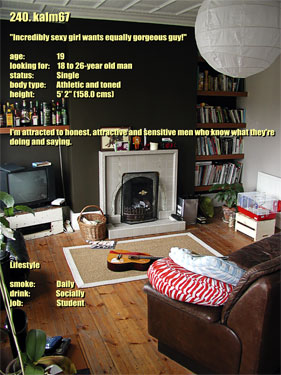 240. kalm67
"Incredibly sexy girl wants equally gorgeous guy!"
age: 19
looking for: 18 to 26-year old man
status: Single
body type: Athletic and toned
height: 5' 2" (158.0 cms)
I'm attracted to honest, attractive and sensitive men who know what they're
doing and saying.
Lifestyle
smoke: Daily
drink: Socially
job: Student